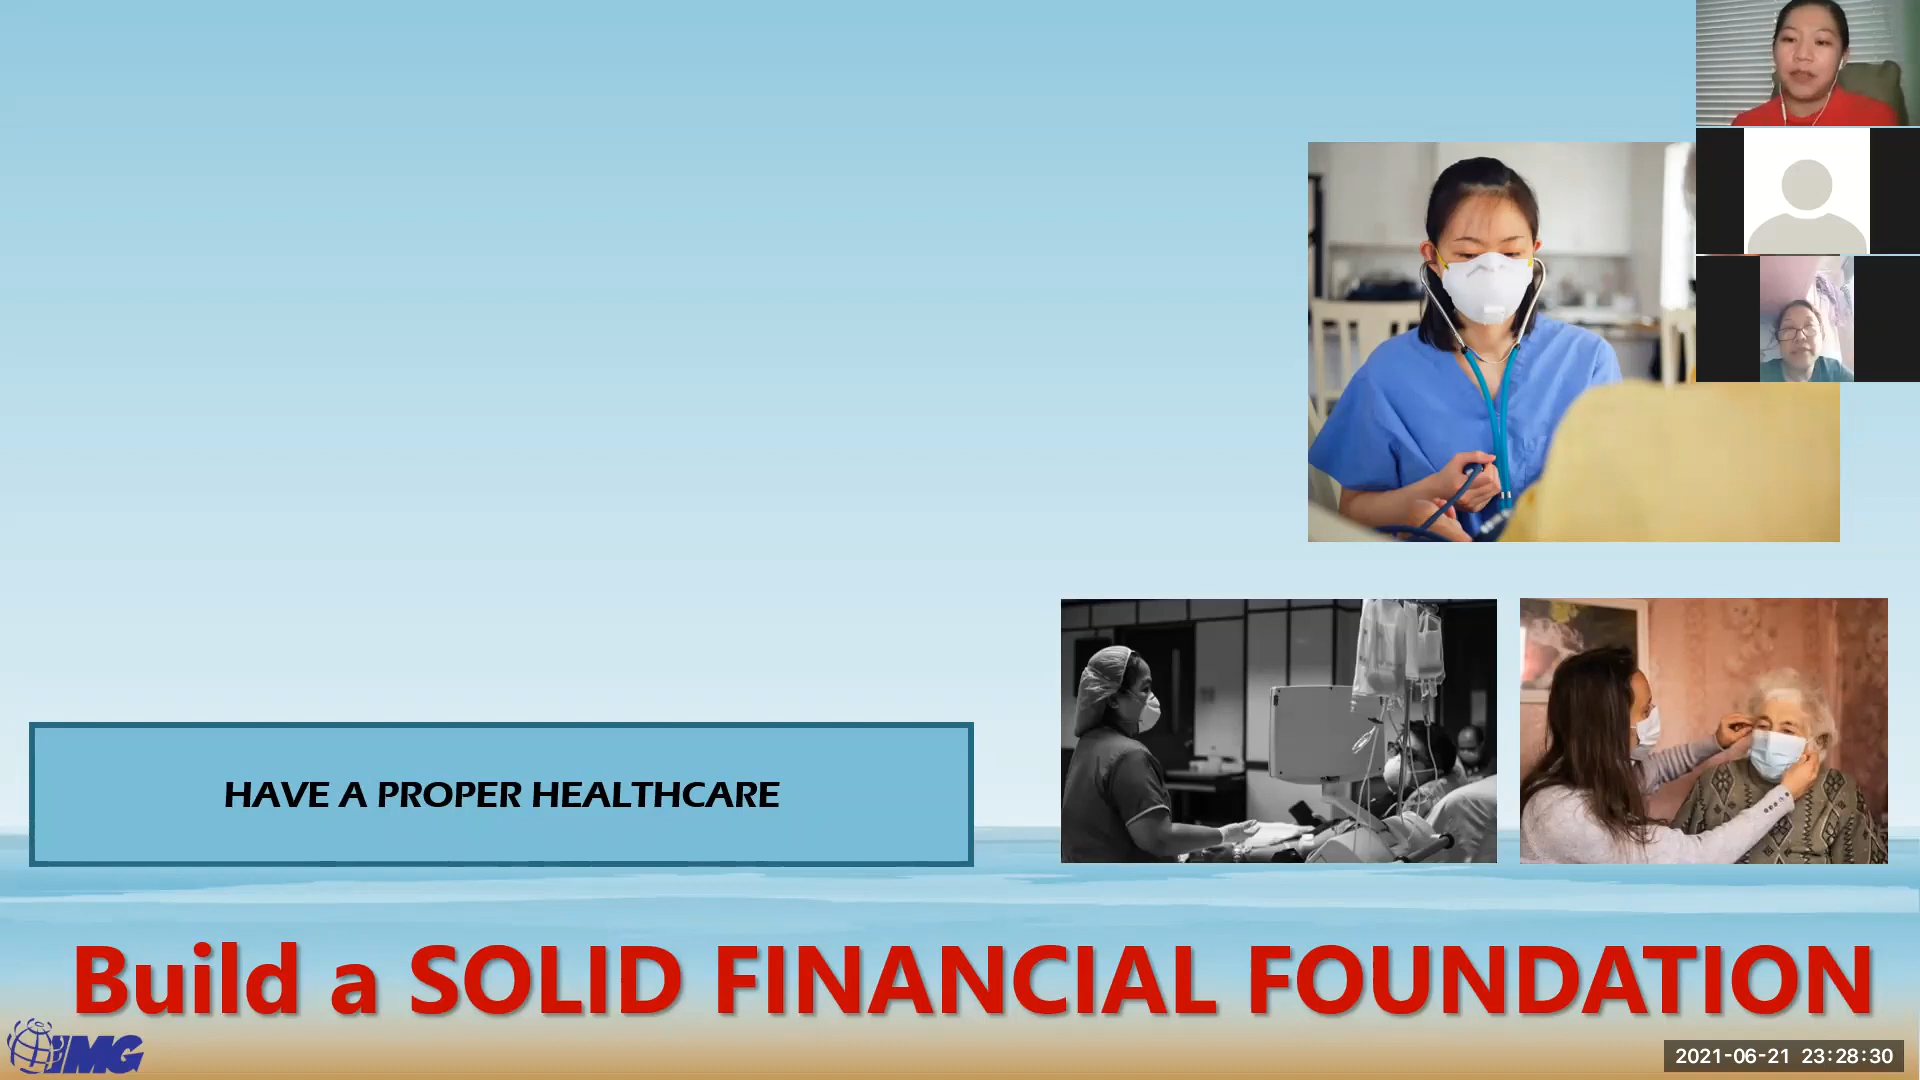 HAVE A PROPER HEALTHCARE
Build a SOLID FINANCIAL FOUNDATION
IMG
2021-06-21 23:28:30